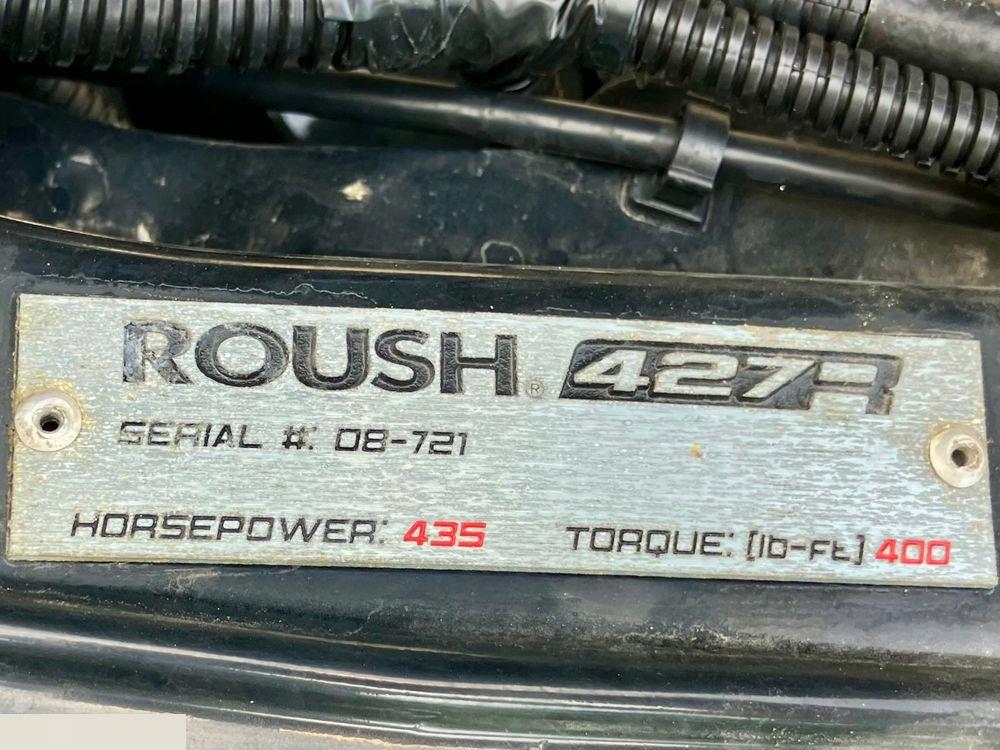 ROUSH® 427R
SERIAL #: 08-721
HORSEPOWER: 435 TORQUE: [lb-ft] 400